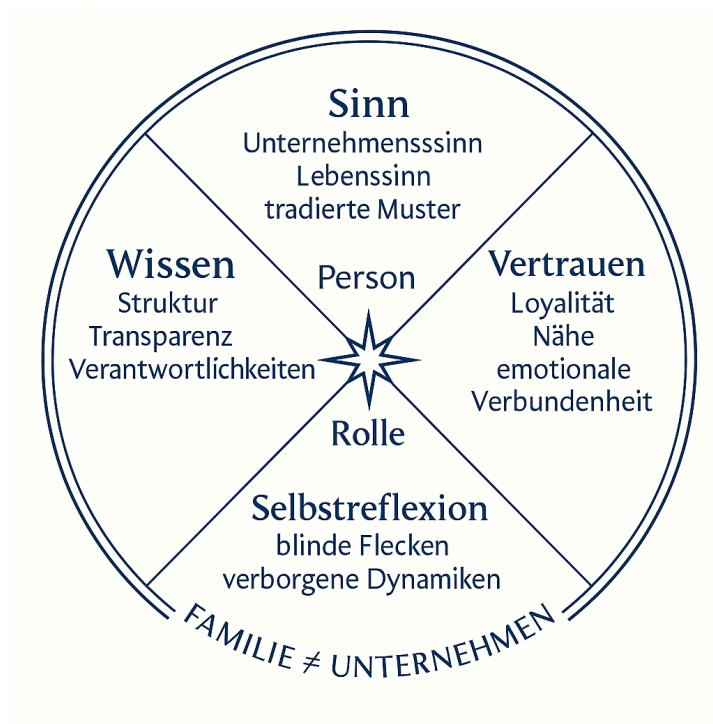 Sinn
Unternehmensssinn
Lebenssinn
tradierte Muster
Wissen
Struktur
Transparenz
Verantwortlichkeiten
Person
Vertrauen
Loyalität
Nähe
emotionale
Verbundenheit
Rolle
Selbstreflexion
blinde Flecken
verborgene Dynamiken
FAMILIE ≠ UNTERNEHMEN